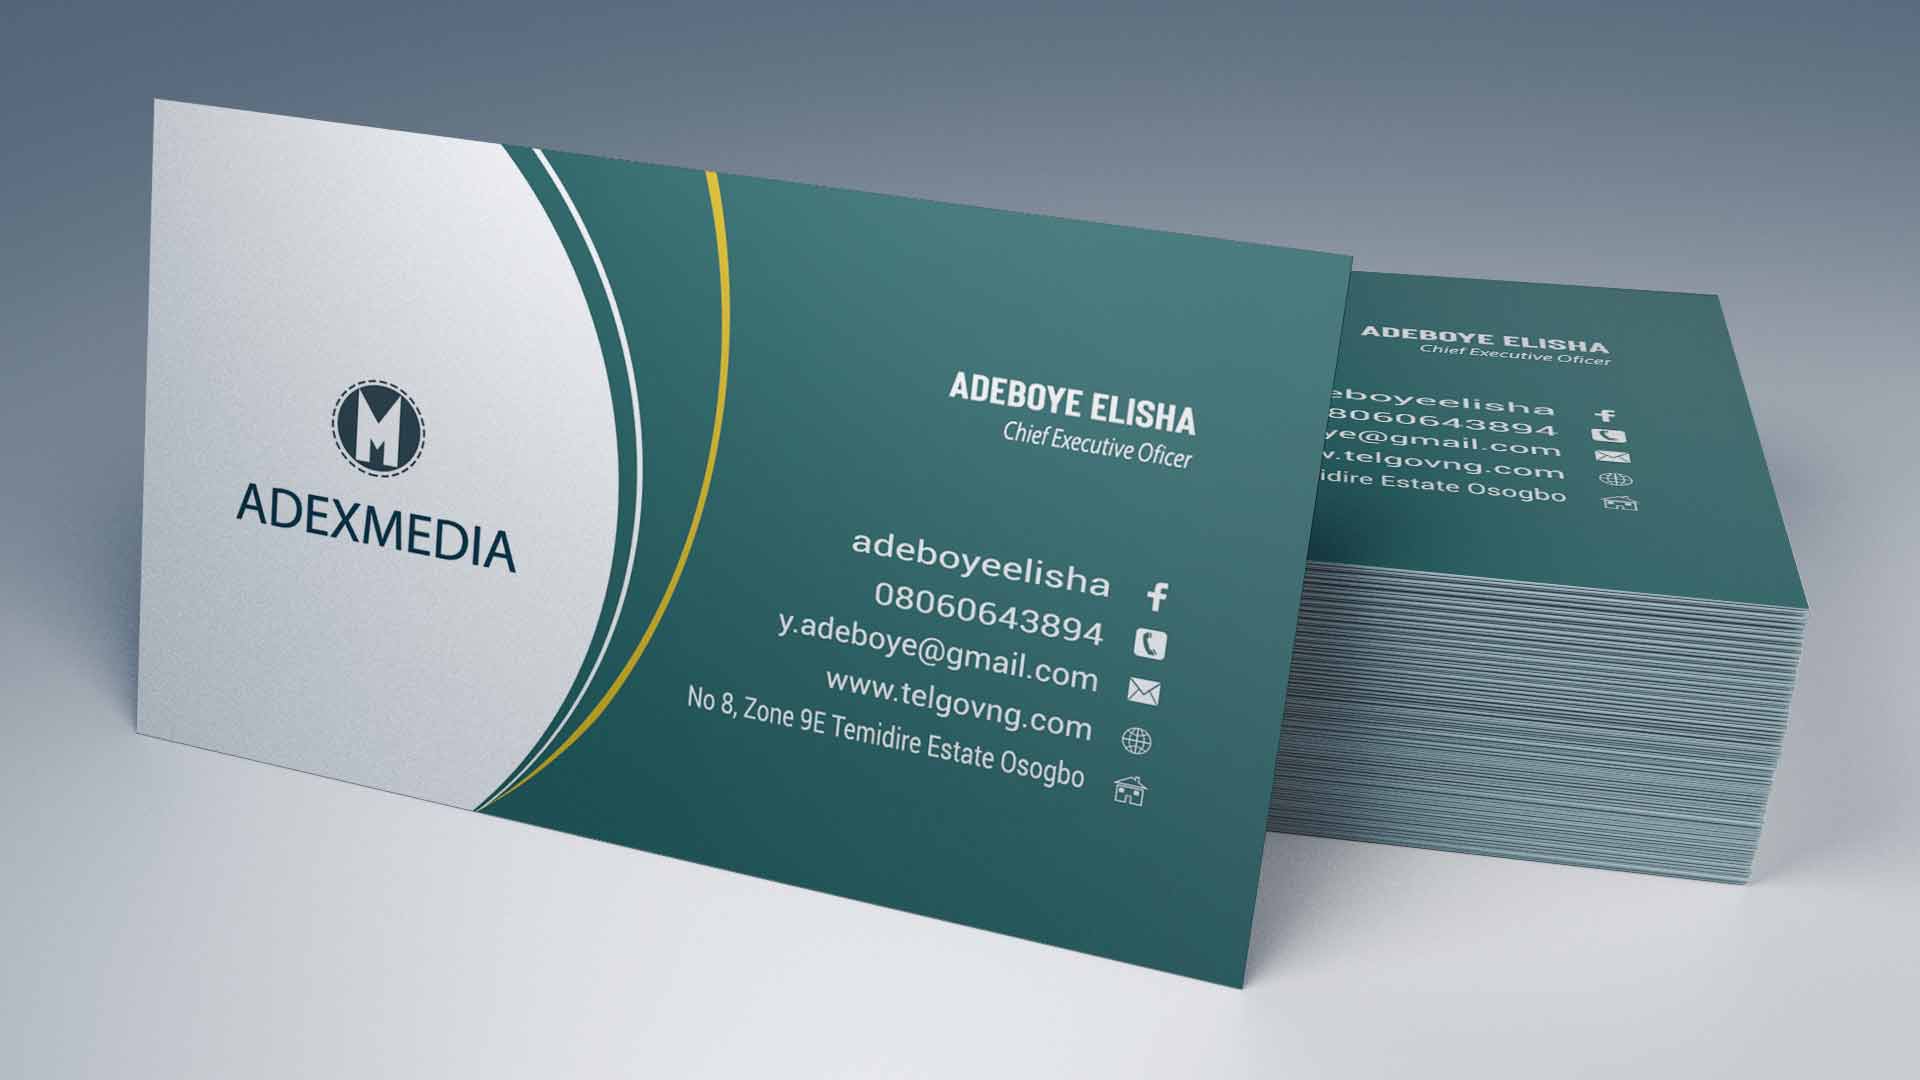 M
ADEXMEDIA
ADEBOYE ELISHA
Chief Executive Oficer
adeboyeelisha
08060643894
y.adeboye@gmail.com
www.telgovng.com
No 8, Zone 9E Temidire Estate Osogbo
ADEBOYE ELISHA
Chief Executive Oficer
eboyeelisha
8060643894
ye@gmail.com
v.telgovng.com
idire Estate Osogbo